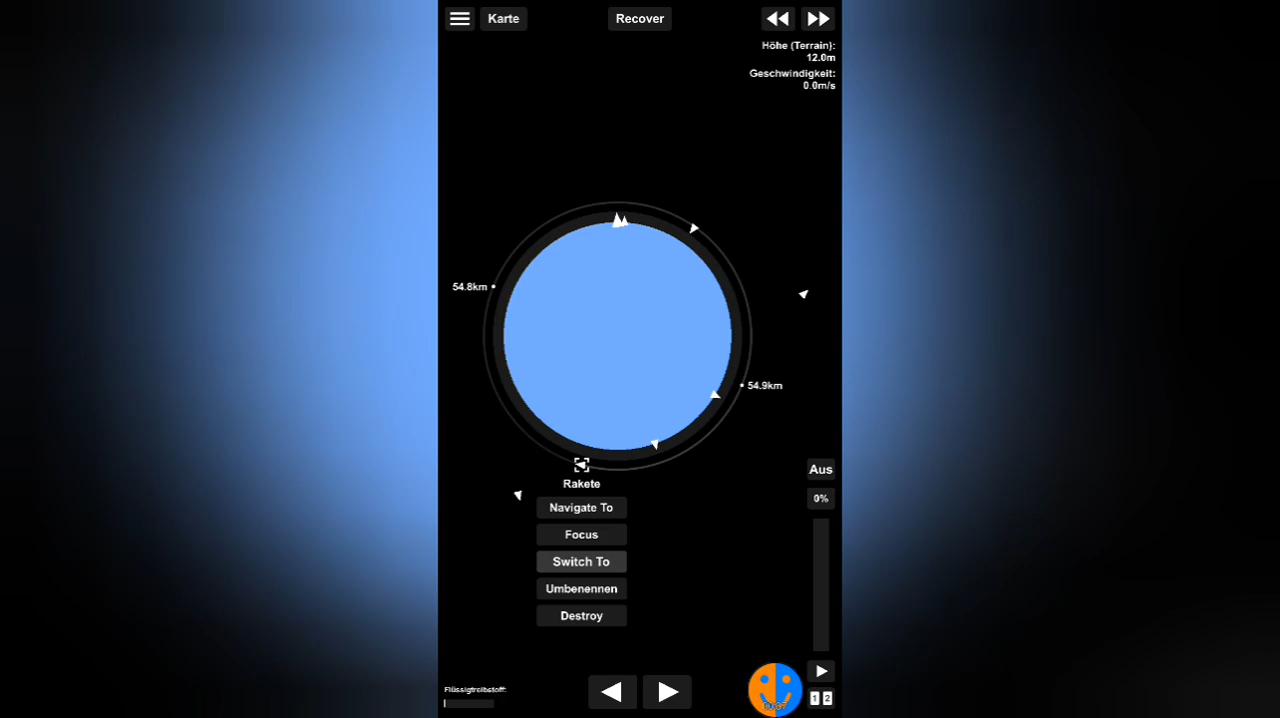 Karte
Recover
Höhe (Terrain):
12.0m
Geschwindigkeit:
0.0m/s
54.8km
54.9km
Rakete
Navigate To
Focus
Switch To
Umbenennen
Destroy
Aus
0%
Flüssigtreibstoff:
1 2